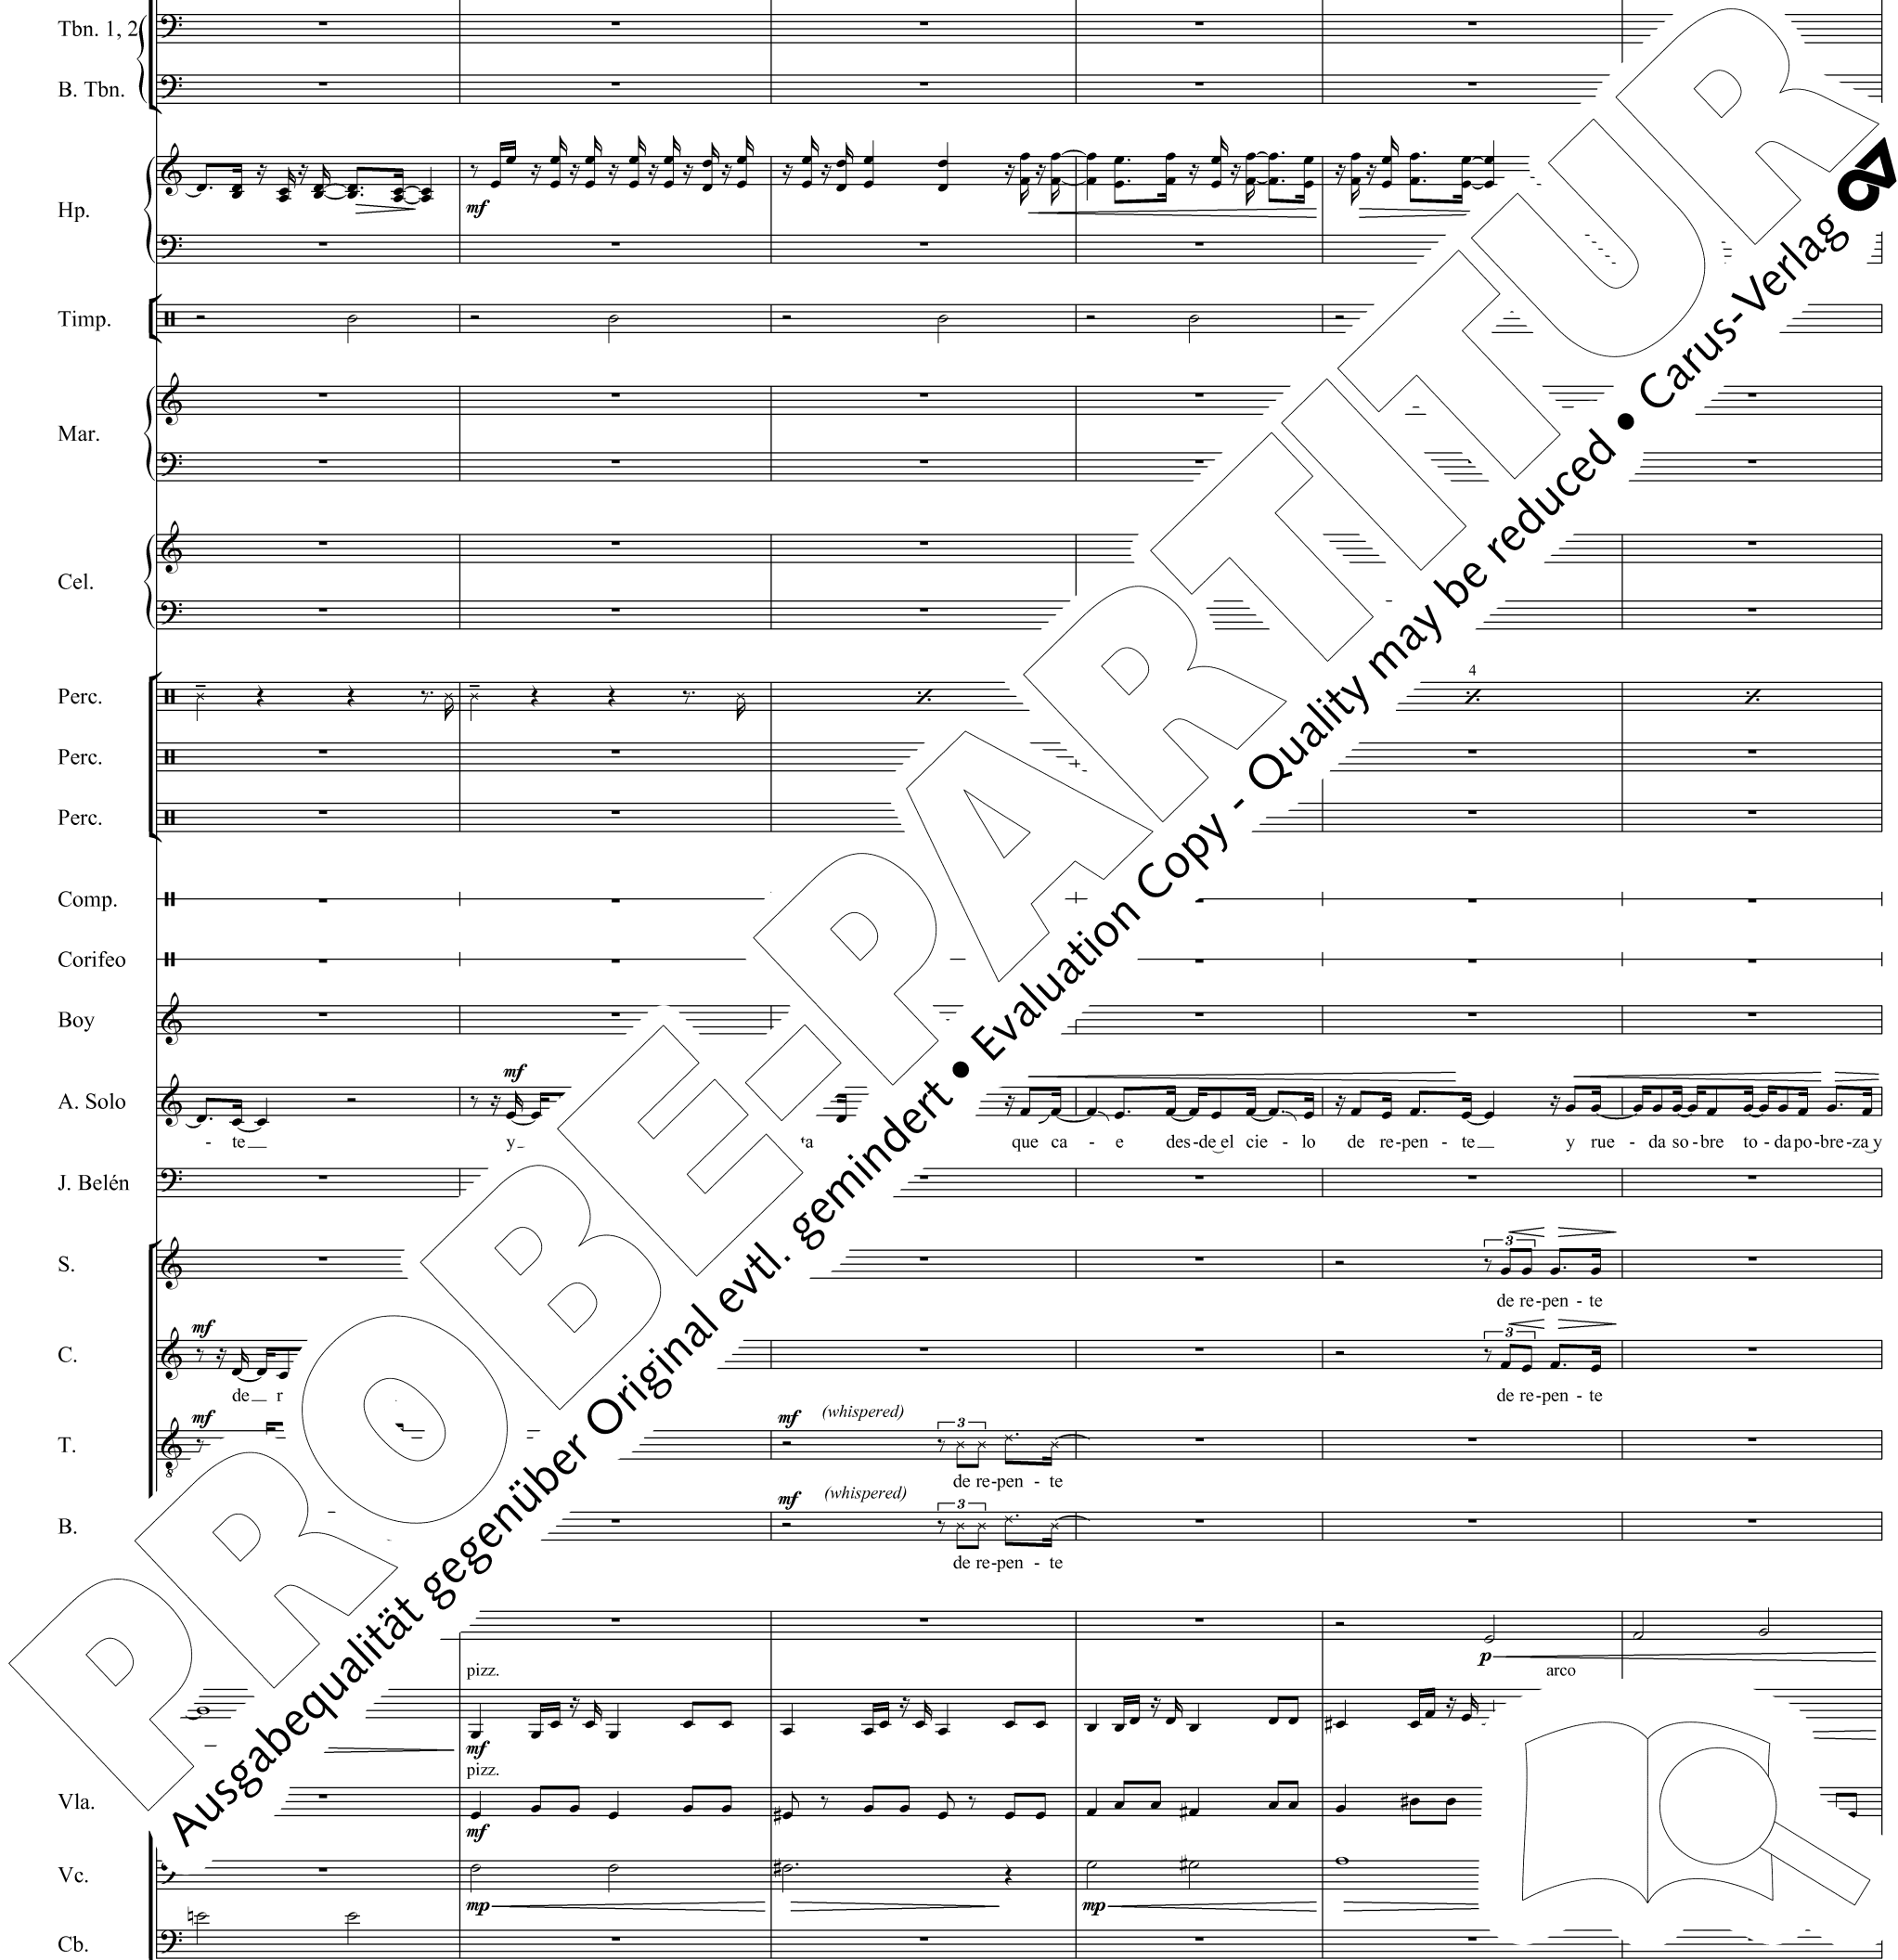 Tbn. 1, 2
B. Tbn.
Hp.
mf
Timp.
Mar.
Cel.
Perc.
4
Perc.
Perc.
Comp.
Corifeo
Boy
mf
A. Solo
- te y que ca - e des-de el cie - lo de re-pen - te y rue - da so-bre to-da po-bre-za y
J. Belén
3
S.
de re-pen - te
mf
3
C.
de r de re-pen - te
mf mf (whispered)
3
T.
de re-pen - te
mf (whispered)
3
B.
de re-pen - te
p
pizz. arco
mf
pizz.
Vla.
mf
Vc.
mp mp
Cb.
PROBE-PARTITUR
Ausgabequalität gegenüber Original evtl. gemindert • Evaluation Copy - Quality may be reduced • Carus-Verlag